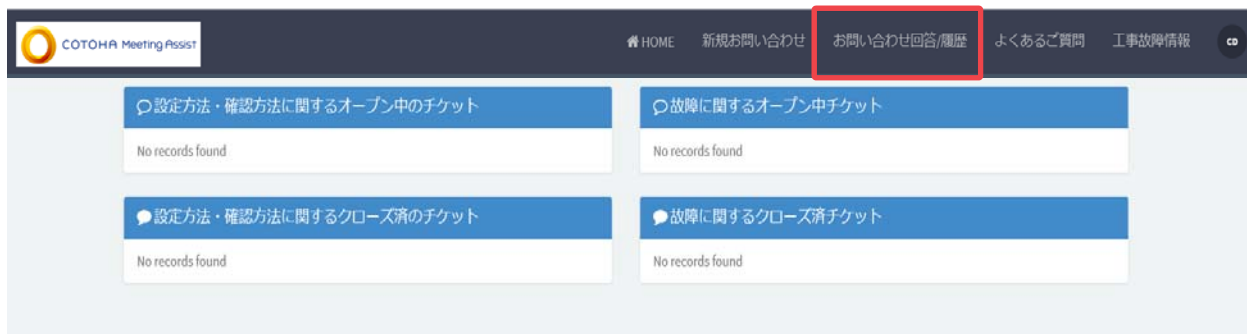 COTOHA Meeting Assist
HOME 新規お問い合わせ お問い合わせ回答/履歴 よくあるご質問 工事故障情報 CD
設定方法・確認方法に関するオープン中のチケット
No records found
故障に関するオープン中チケット
No records found
設定方法・確認方法に関するクローズ済のチケット
No records found
故障に関するクローズ済チケット
No records found